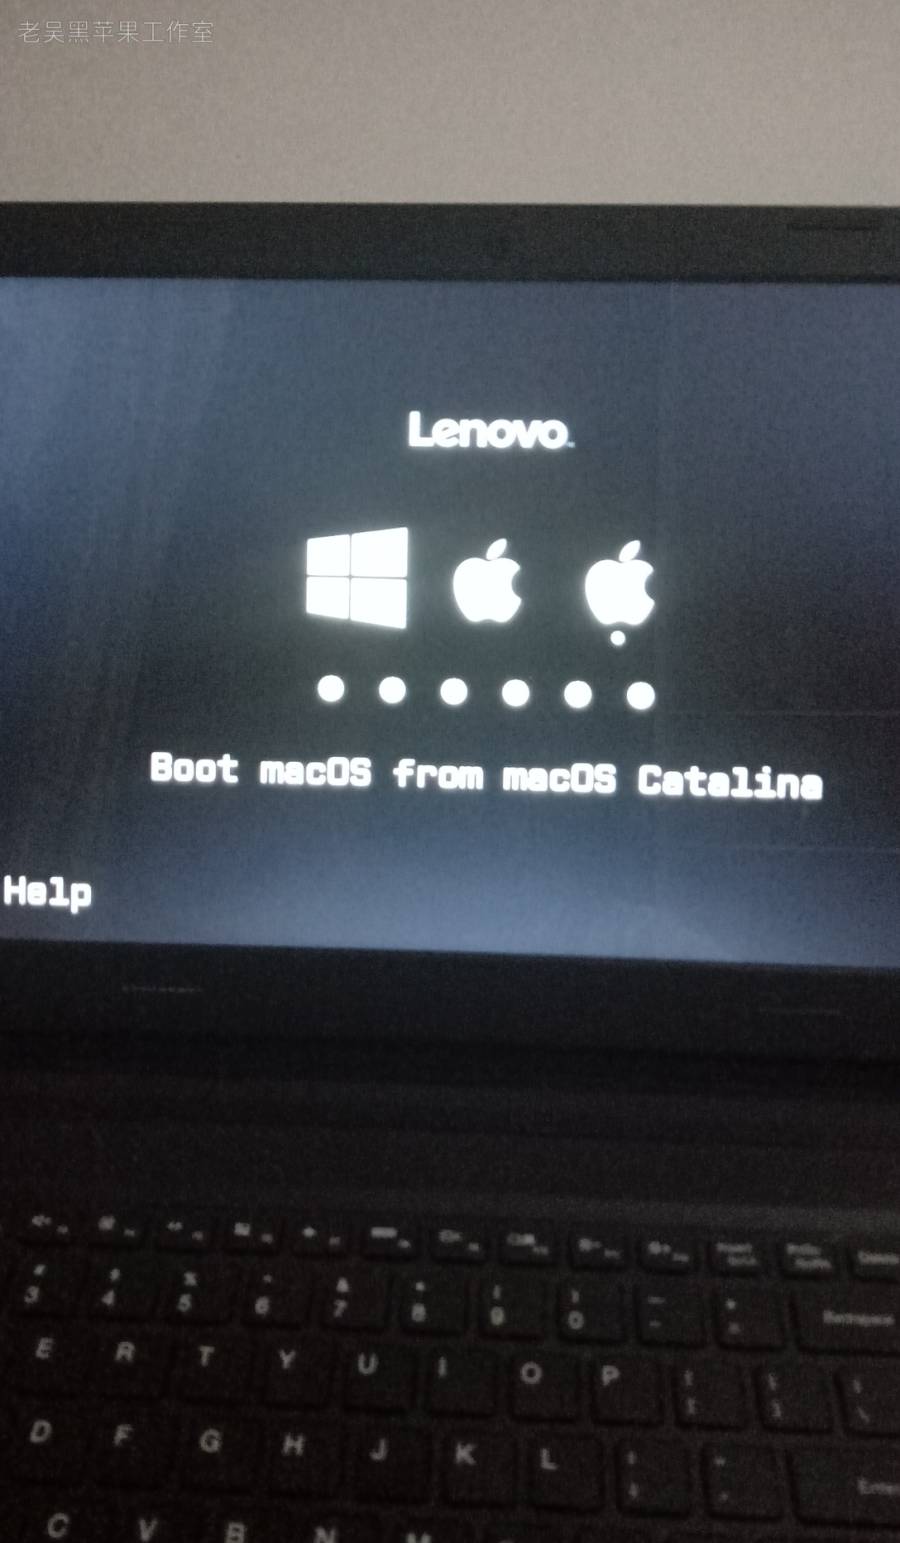 老吴黑苹果工作室
Lenovo
Boot macOS from macOS Catalina
Help
3 4 5 6 7 8 9 0
E R T Y U I O P
D F G H J K L
Enter
C V B N M